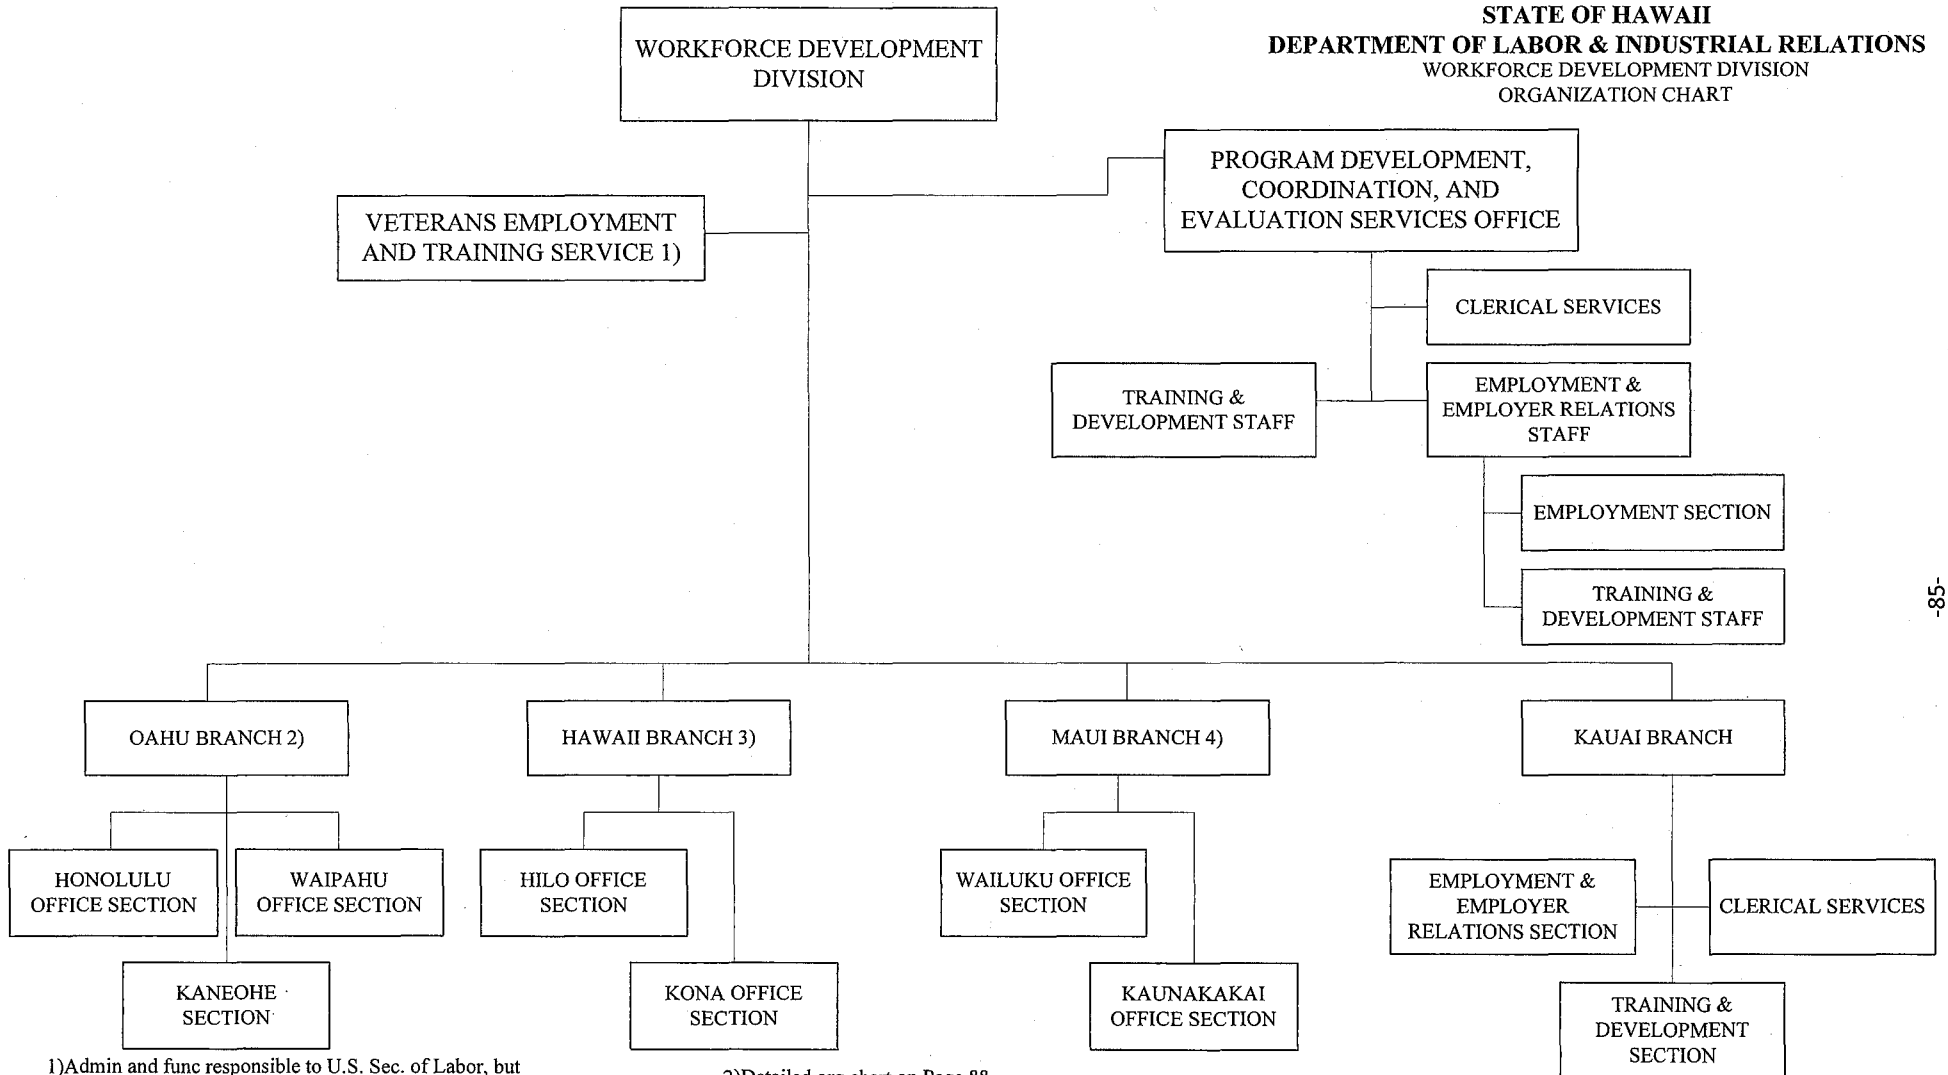 STATE OF HAWAII
DEPARTMENT OF LABOR & INDUSTRIAL RELATIONS
WORKFORCE DEVELOPMENT DIVISION
ORGANIZATION CHART
WORKFORCE DEVELOPMENT
DIVISION
PROGRAM DEVELOPMENT,
COORDINATION, AND
EVALUATION SERVICES OFFICE
VETERANS EMPLOYMENT
AND TRAINING SERVICE 1)
CLERICAL SERVICES
TRAINING &
DEVELOPMENT STAFF
EMPLOYMENT &
EMPLOYER RELATIONS
STAFF
EMPLOYMENT SECTION
TRAINING &
DEVELOPMENT STAFF
-85-
OAHU BRANCH 2)
HAWAII BRANCH 3)
MAUI BRANCH 4)
KAUAI BRANCH
HONOLULU
OFFICE SECTION
WAIPAHU
OFFICE SECTION
HILO OFFICE
SECTION
WAILUKU OFFICE
SECTION
EMPLOYMENT &
EMPLOYER
RELATIONS SECTION
CLERICAL SERVICES
KANEOHE
SECTION
KONA OFFICE
SECTION
KAUNAKAKAI
OFFICE SECTION
TRAINING &
DEVELOPMENT
SECTION
1)Admin and func responsible to U.S. Sec. of Labor, but